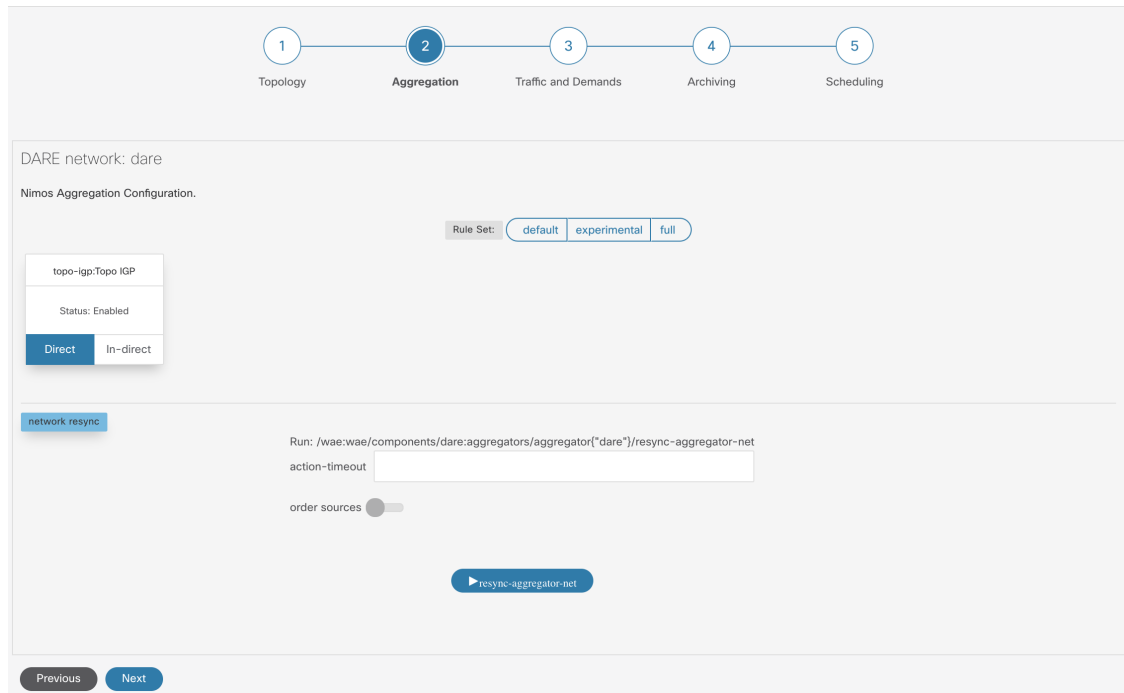 1 2 3 4 5
Topology Aggregation Traffic and Demands Archiving Scheduling
DARE network: dare
Nimos Aggregation Configuration.
Rule Set: default experimental full
topo-igp:Topo IGP
Status: Enabled
Direct In-direct
network resync
Run: /wae:wae/components/dare:aggregators/aggregator{"dare"}/resync-aggregator-net
action-timeout
order sources
resync-aggregator-net
Previous Next